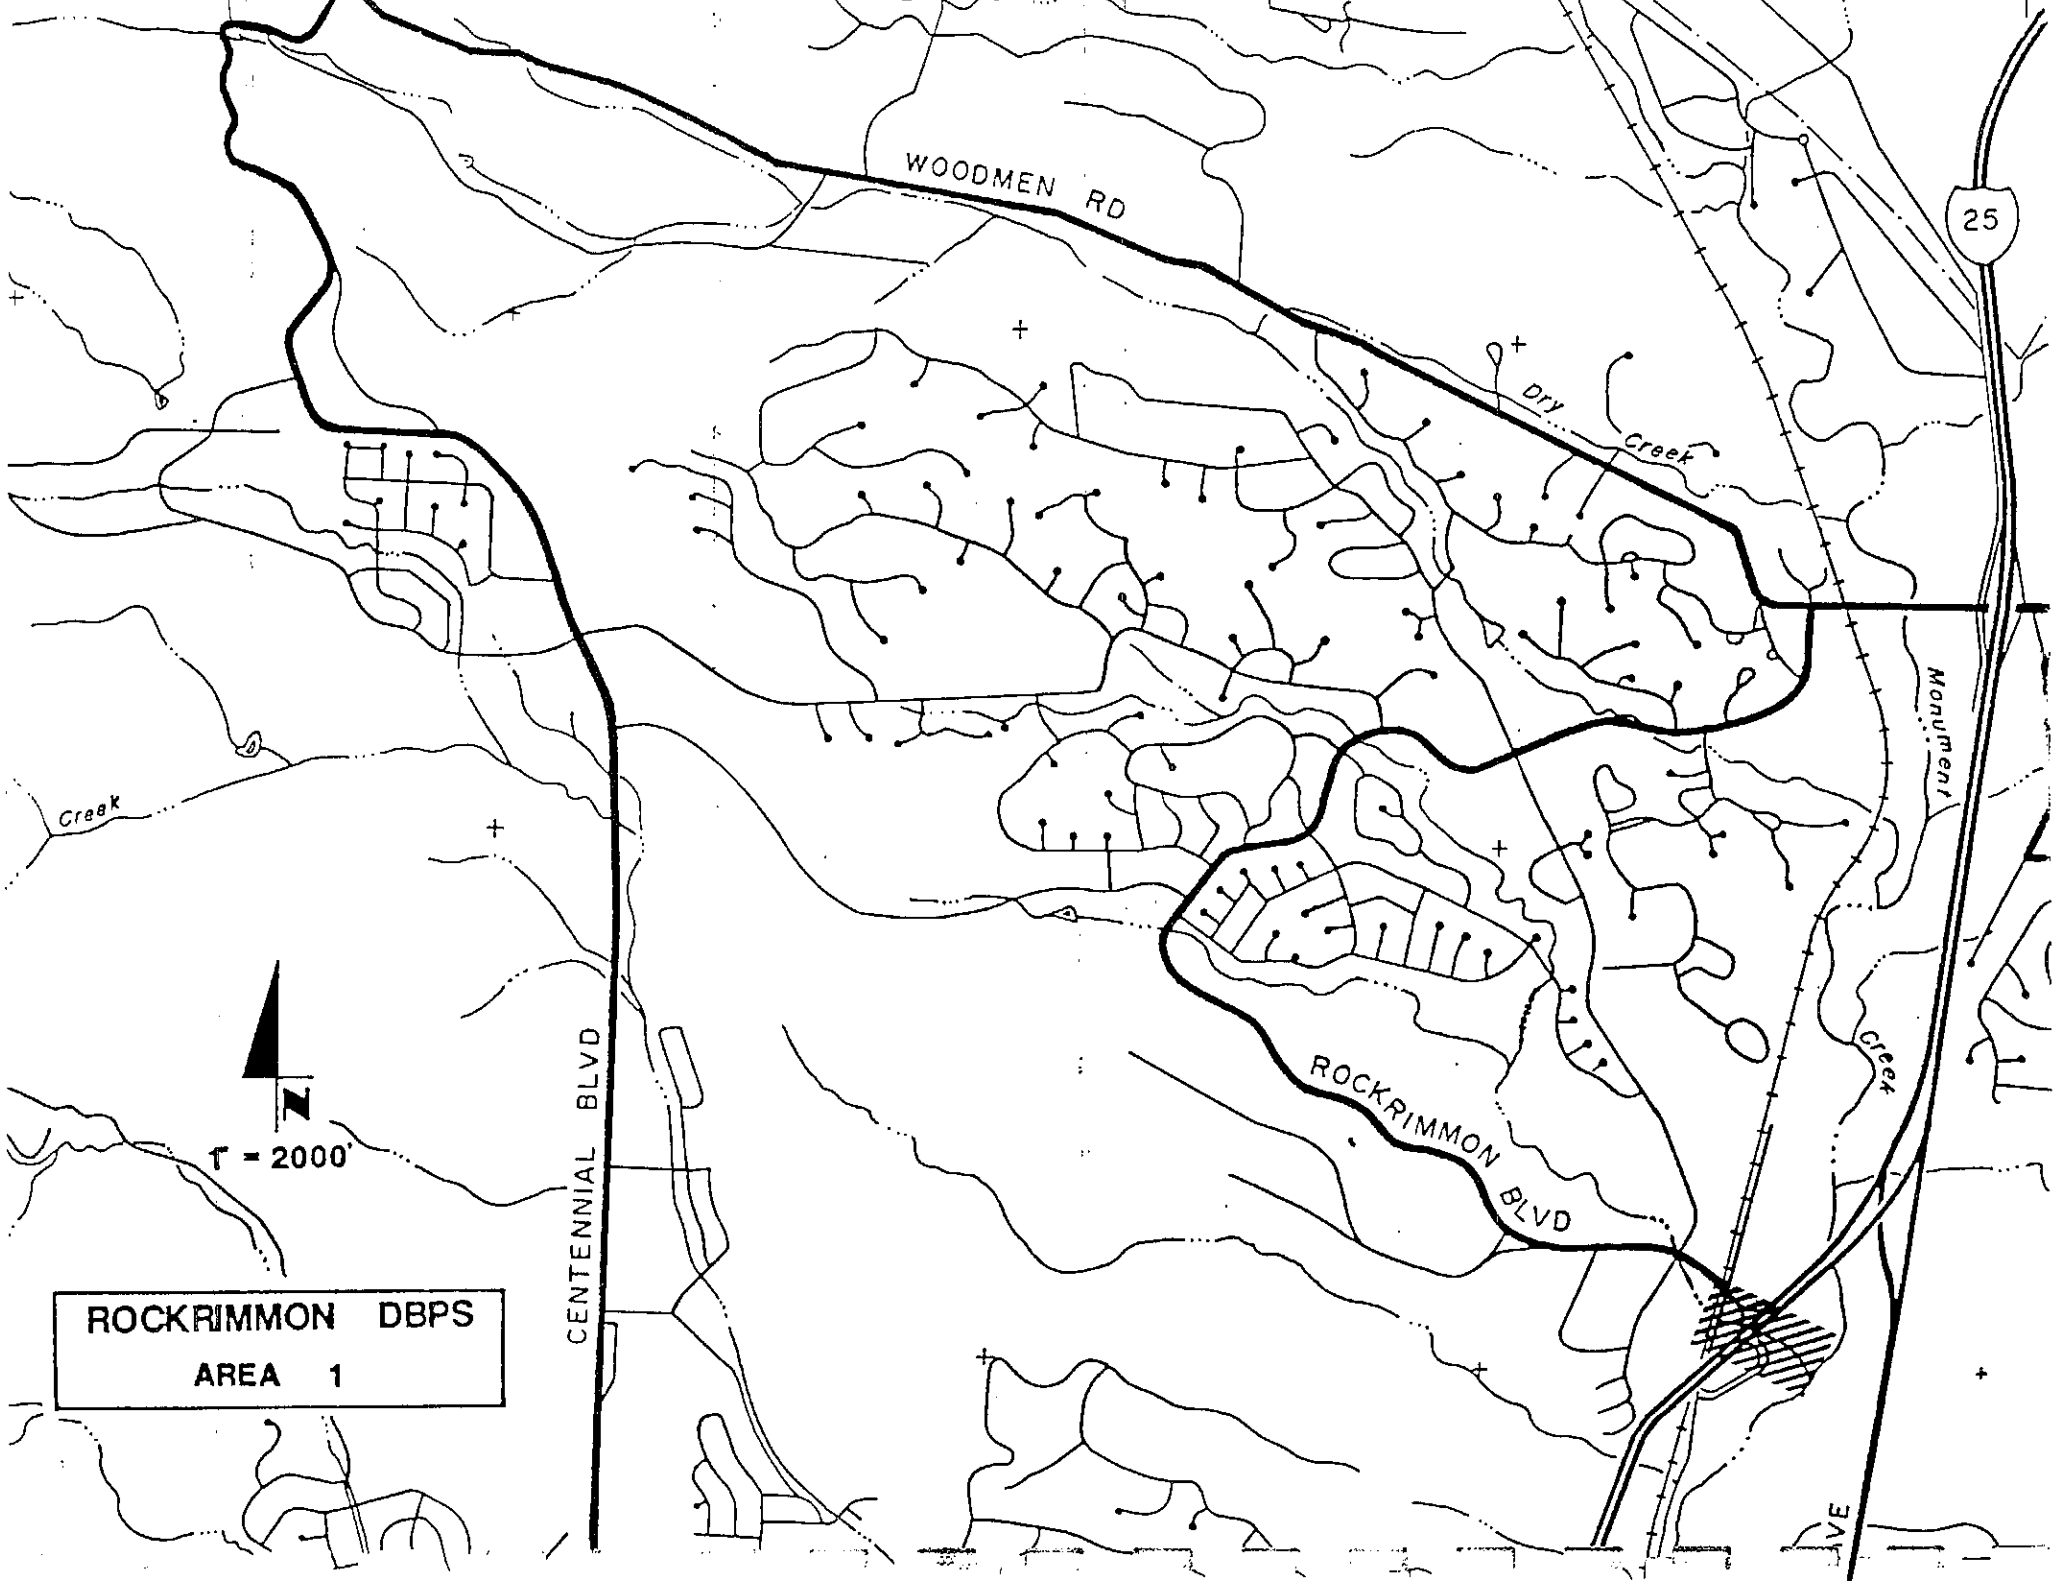 WOODMEN RD
25
Dry
Creek
Monument
Creek
Creek
ROCKRIMMON
BLVD
CENTENNIAL BLVD
N
1" = 2000'
ROCKRIMMON DBPS
AREA 1
VE